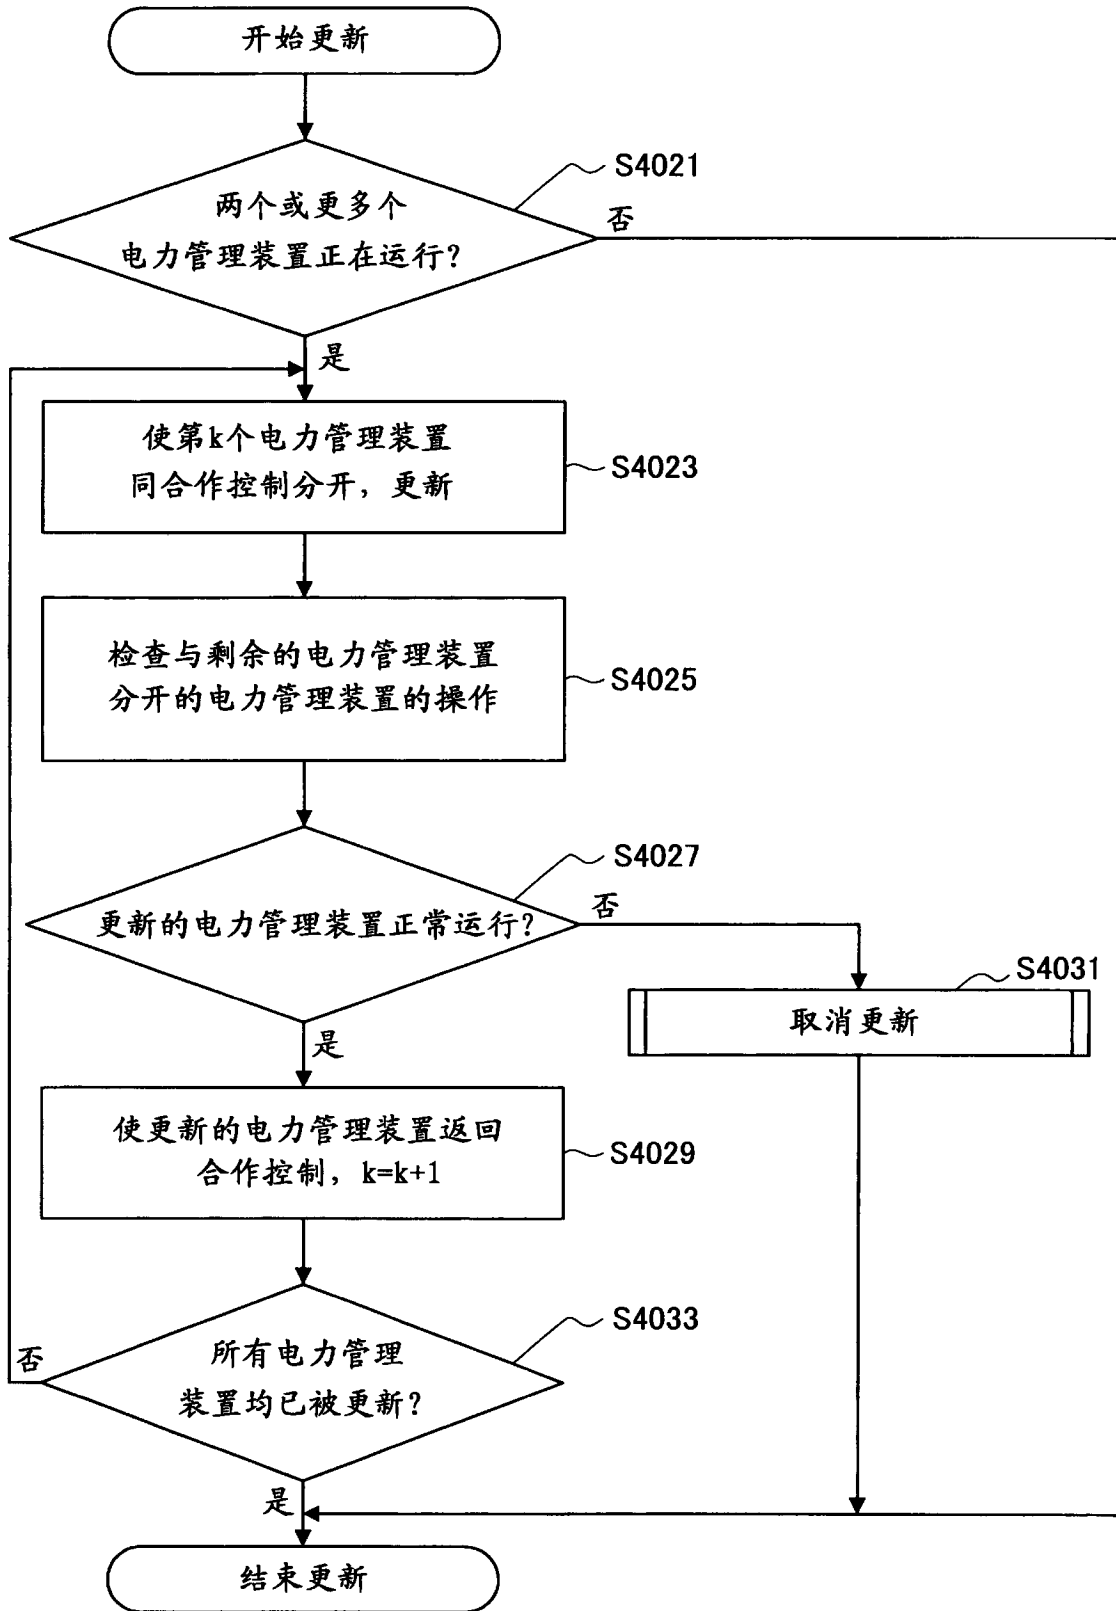 开始更新
S4021
两个或更多个
电力管理装置正在运行?
否
是
使第k个电力管理装置
同合作控制分开，更新
S4023
检查与剩余的电力管理装置
分开的电力管理装置的操作
S4025
S4027
更新的电力管理装置正常运行?
否
S4031
取消更新
是
使更新的电力管理装置返回
合作控制，k=k+1
S4029
S4033
所有电力管理
装置均已被更新?
否
是
结束更新